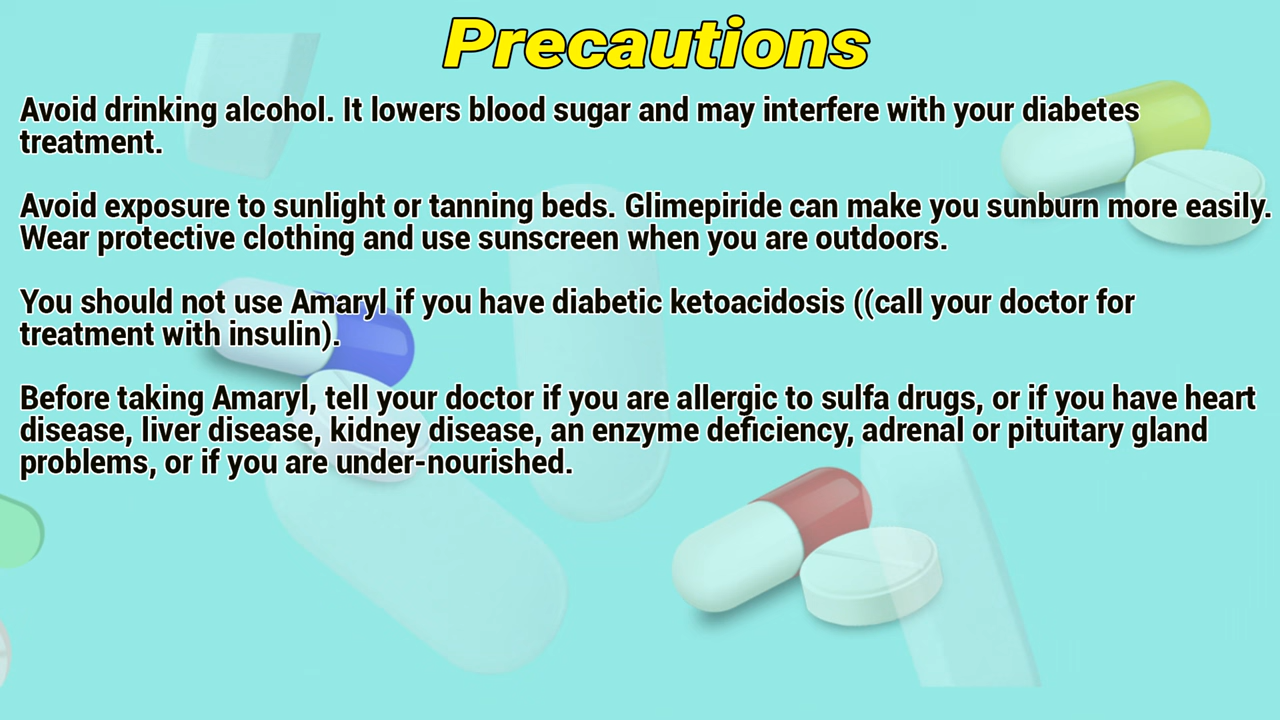 Precautions
Avoid drinking alcohol. It lowers blood sugar and may interfere with your diabetes
treatment.
Avoid exposure to sunlight or tanning beds. Glimepiride can make you sunburn more easily.
Wear protective clothing and use sunscreen when you are outdoors.
You should not use Amaryl if you have diabetic ketoacidosis ((call your doctor for
treatment with insulin).
Before taking Amaryl, tell your doctor if you are allergic to sulfa drugs, or if you have heart
disease, liver disease, kidney disease, an enzyme deficiency, adrenal or pituitary gland
problems, or if you are under-nourished.